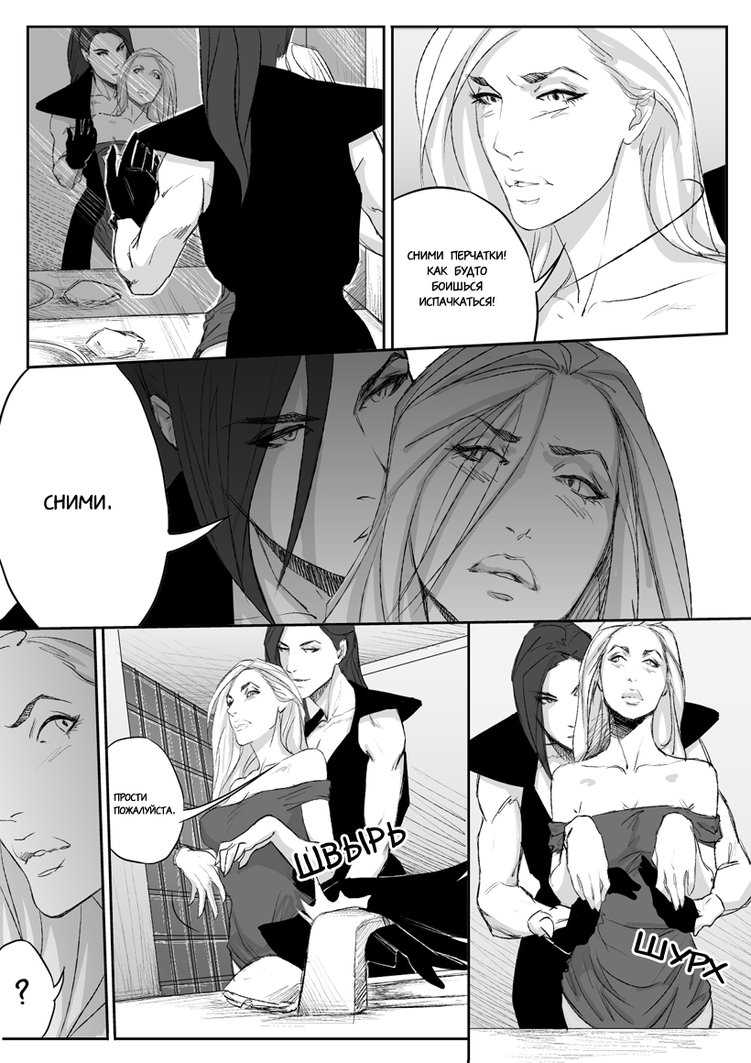 СНИМИ ПЕРЧАТКИ!
КАК БУДТО
БОИШЬСЯ
ИСПАЧКАТЬСЯ!
СНИМИ.
?
ПРОСТИ
ПОЖАЛУЙСТА.
ШВЫРЬ
ШУРХ